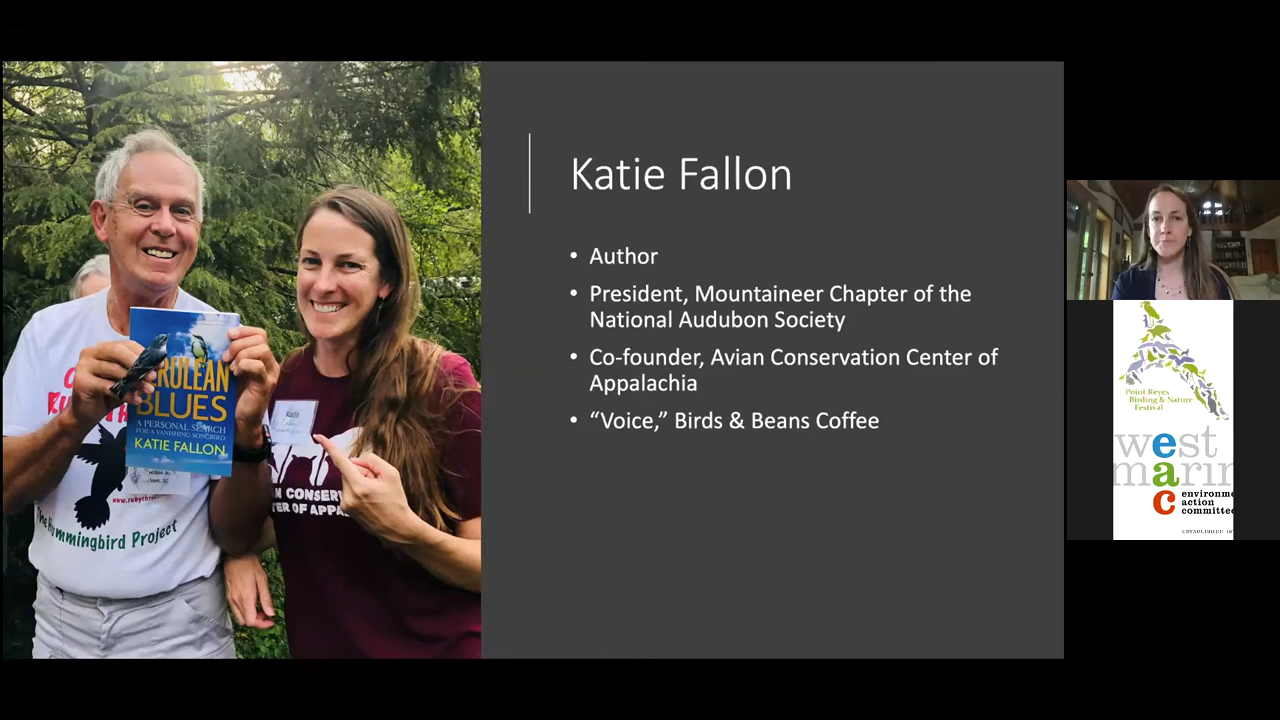 Katie Fallon
• Author
• President, Mountaineer Chapter of the
National Audubon Society
• Co-founder, Avian Conservation Center of
Appalachia
• “Voice,” Birds & Beans Coffee
ERULEAN
BLUES
A PERSONAL SEARCH
FOR A VANISHING SONGBIRD
KATIE FALLON
Hummingbird Project
Katie
N CONSERV
TER OF APPA
Point Reyes
Birding & Nature
Festival
west
marin
eac
environme
action
committee